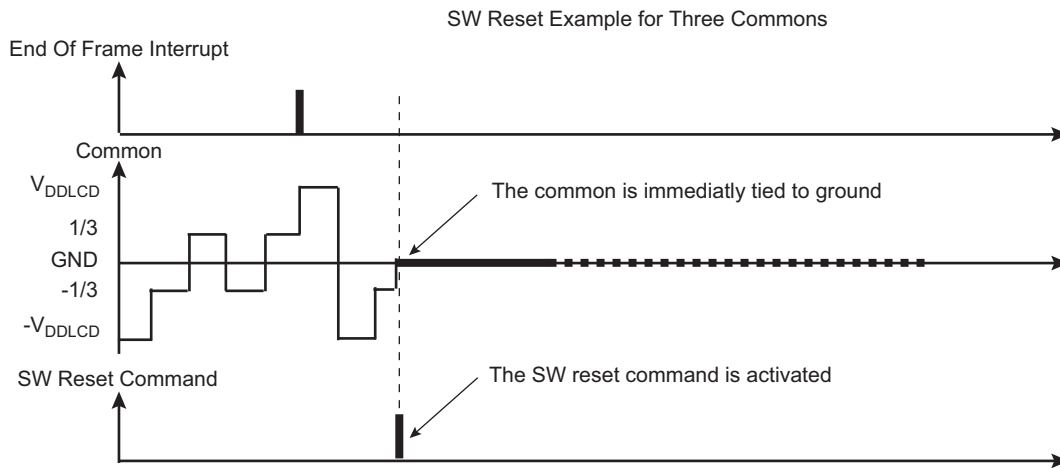 SW Reset Example for Three Commons
End Of Frame Interrupt
Common
VDDLCD
The common is immediatly tied to ground
1/3
GND
-1/3
-VDDLCD
SW Reset Command
The SW reset command is activated